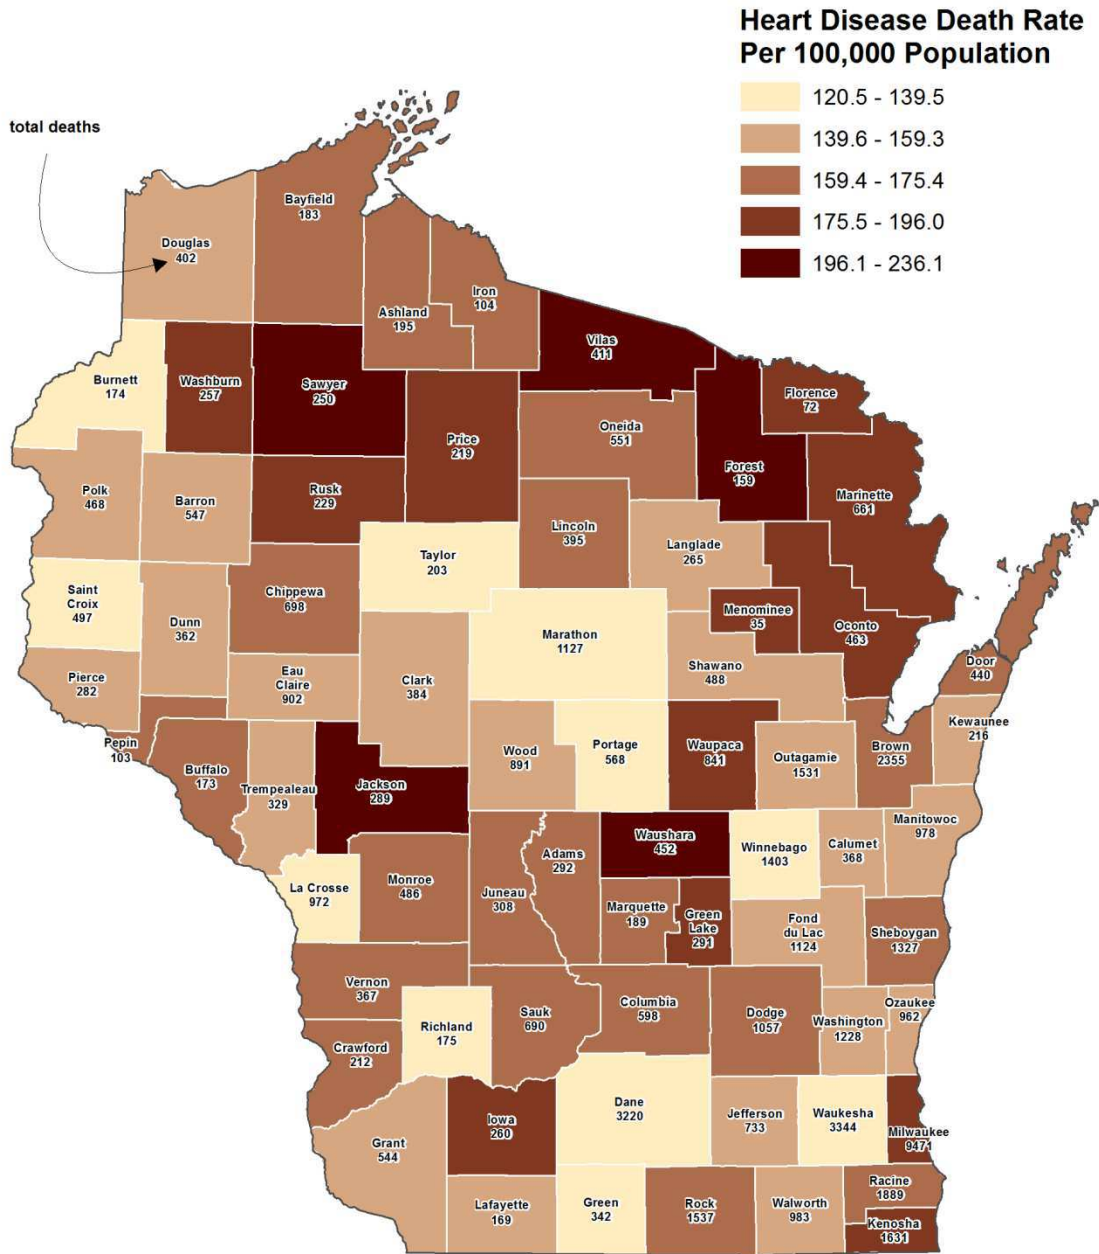 Heart Disease Death Rate
Per 100,000 Population
120.5 - 139.5
139.6 - 159.3
159.4 - 175.4
175.5 - 196.0
196.1 - 236.1
total deaths
Bayfield
183
Douglas
402
Iron
104
Ashland
195
Vilas
411
Burnett
174
Washburn
257
Sawyer
250
Florence
72
Price
219
Oneida
551
Forest
159
Marinette
661
Polk
468
Barron
547
Rusk
229
Lincoln
395
Langlade
265
Taylor
203
Saint
Croix
497
Chippewa
698
Dunn
362
Menominee
35
Marathon
1127
Oconto
463
Pierce
282
Eau
Claire
902
Clark
384
Shawano
488
Door
440
Kewaunee
216
Pepin
103
Buffalo
173
Trempealeau
329
Jackson
289
Wood
891
Portage
568
Waupaca
841
Outagamie
1531
Brown
2355
Manitowoc
978
Waushara
452
Winnebago
1403
Calumet
368
Adams
292
La Crosse
972
Monroe
486
Juneau
308
Marquette
189
Green
Lake
291
Fond
du Lac
1124
Sheboygan
1327
Vernon
367
Richland
175
Sauk
690
Columbia
598
Dodge
1057
Washington
1228
Ozaukee
962
Crawford
212
Grant
544
Iowa
260
Dane
3220
Jefferson
733
Waukesha
3344
Milwaukee
9471
Lafayette
169
Green
342
Rock
1537
Walworth
983
Racine
1889
Kenosha
1631